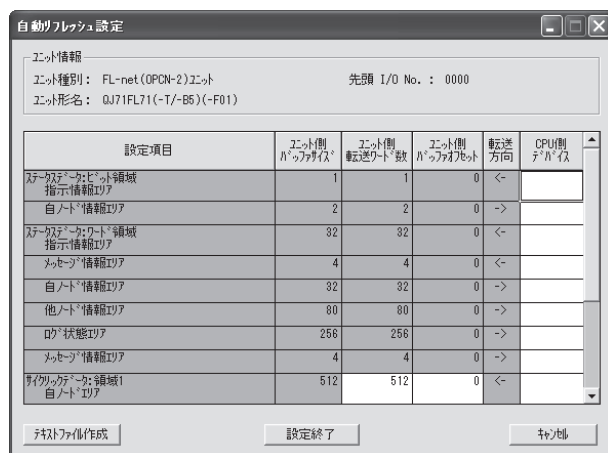 自動リフレッシュ設定
ユニット情報
ユニット種別： FL-net(OPCN-2)ユニット 先頭 I/O No. ： 0000
ユニット形名： QJ71FL71(-T/-B5)(-F01)
設定項目 ユニット側 バッファサイズ ユニット側 転送ワード数 ユニット側 バッファオフセット 転送 方向 CPU側 デバイス
ステータスデータ:ビット領域 1 1 0 <-
指示情報エリア
自ノード情報エリア 2 2 0 ->
ステータスデータ:ワード領域 32 32 0 <-
指示情報エリア
メッセージ情報エリア 4 4 0 <-
自ノード情報エリア 32 32 0 ->
他ノード情報エリア 80 80 0 ->
ログ状態エリア 256 256 0 ->
メッセージ情報エリア 4 4 0 ->
サイクリックデータ:領域1 512 512 0 <-
自ノードエリア
テキストファイル作成 設定終了 キャンセル